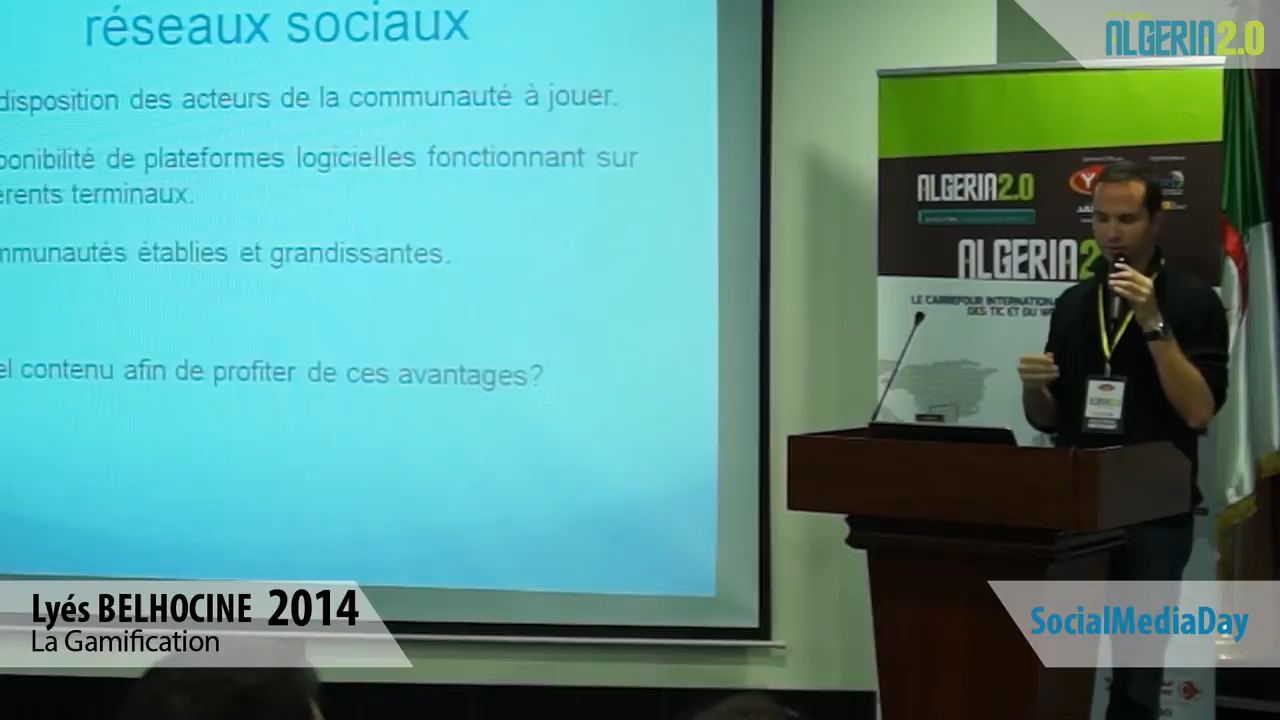 réseaux sociaux
disposition des acteurs de la communauté à jouer.
ponibilité de plateformes logicielles fonctionnant sur
érents terminaux.
mmunautés établies et grandissantes.
el contenu afin de profiter de ces avantages?
ALGERIA2.0
ALGERIA2.0
ALGERIA2
LE CARREFOUR INTERNATIONA
DES TIC ET DU W
Lyés BELHOCINE 2014
La Gamification
SocialMediaDay